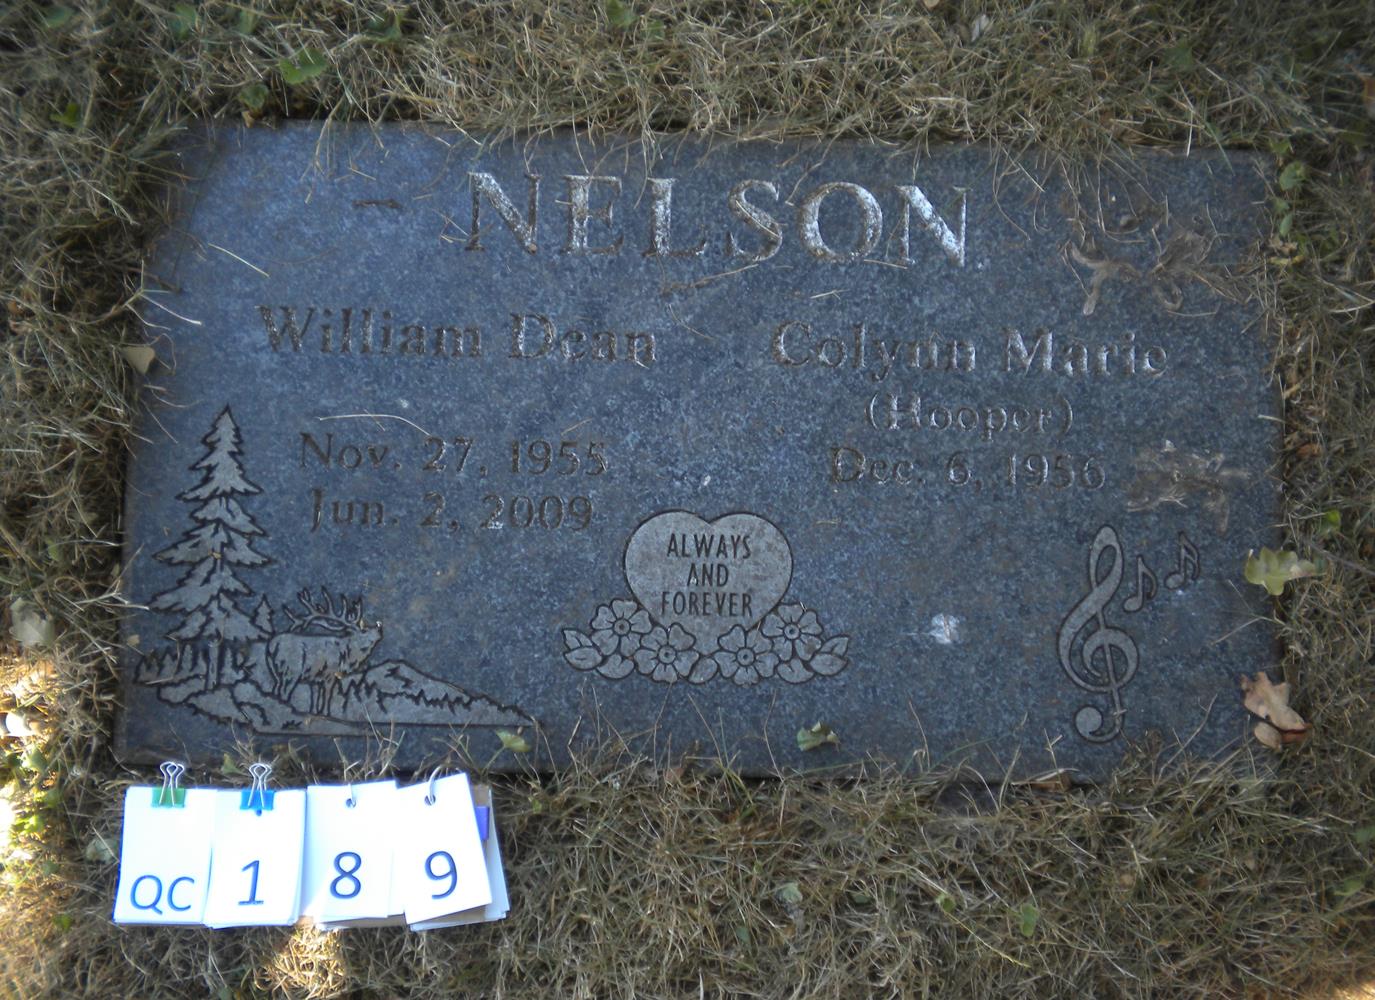 NELSON
William Dean
Nov. 27, 1955
Jun. 2, 2009
Colynn Marie
(Hooper)
Dec. 6, 1956
ALWAYS
AND
FOREVER
QC 1 8 9